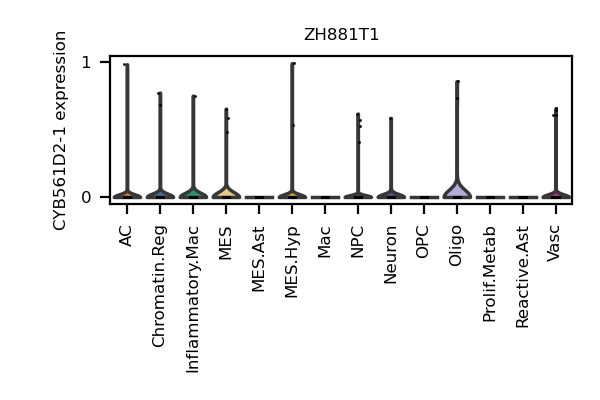 ZH881T1
CYB561D2-1 expression
1
0
AC
Chromatin.Reg
Inflammatory.Mac
MES
MES.Ast
MES.Hyp
Mac
NPC
Neuron
OPC
Oligo
Prolif.Metab
Reactive.Ast
Vasc